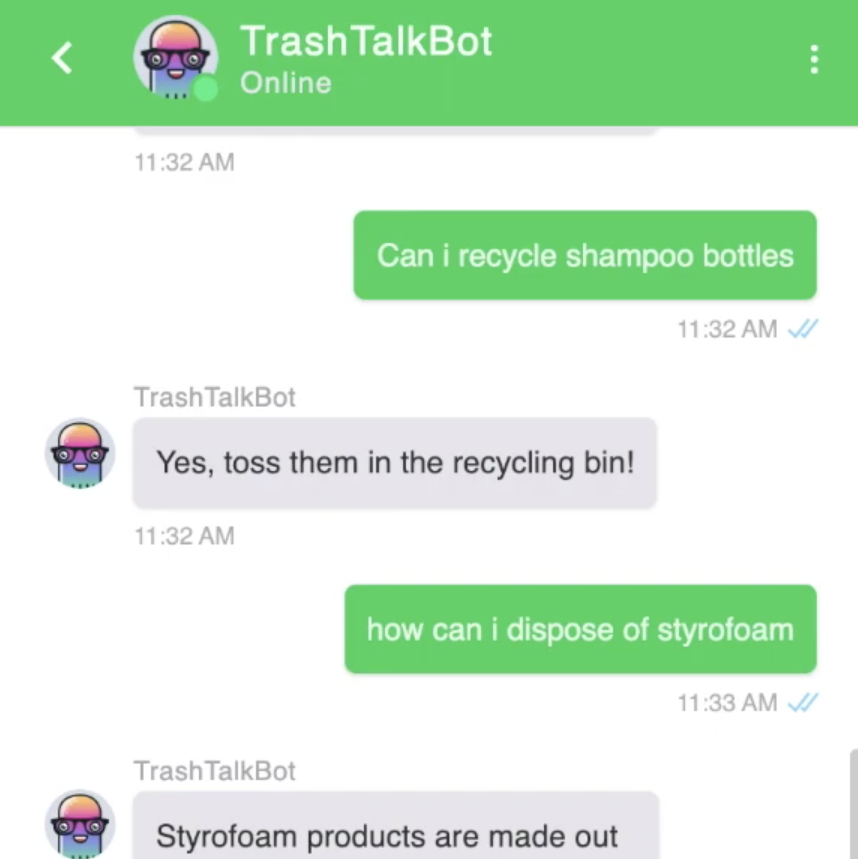 TrashTalkBot
Online
11:32 AM
Can i recycle shampoo bottles
11:32 AM
TrashTalkBot
Yes, toss them in the recycling bin!
11:32 AM
how can i dispose of styrofoam
11:33 AM
TrashTalkBot
Styrofoam products are made out